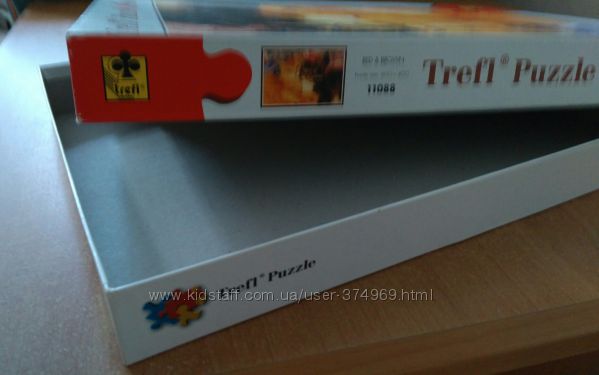 Trefl
Trefl® Puzzle
11088
Trefl® Puzzle
www.kidstaff.com.ua/user-374969.html